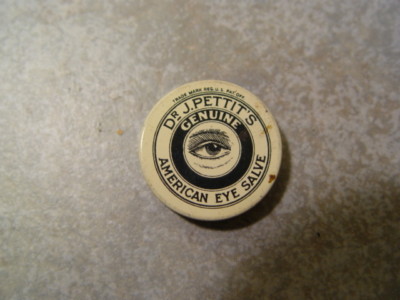 TRADE MARK REG. U.S. PAT. OFF.
DR. J. PETTIT'S
GENUINE
AMERICAN EYE SALVE